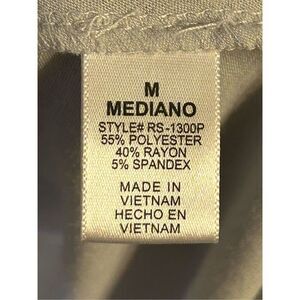 M
MEDIANO
STYLE# RS-1300P
55% POLYESTER
40% RAYON
5% SPANDEX
MADE IN
VIETNAM
HECHO EN
VIETNAM